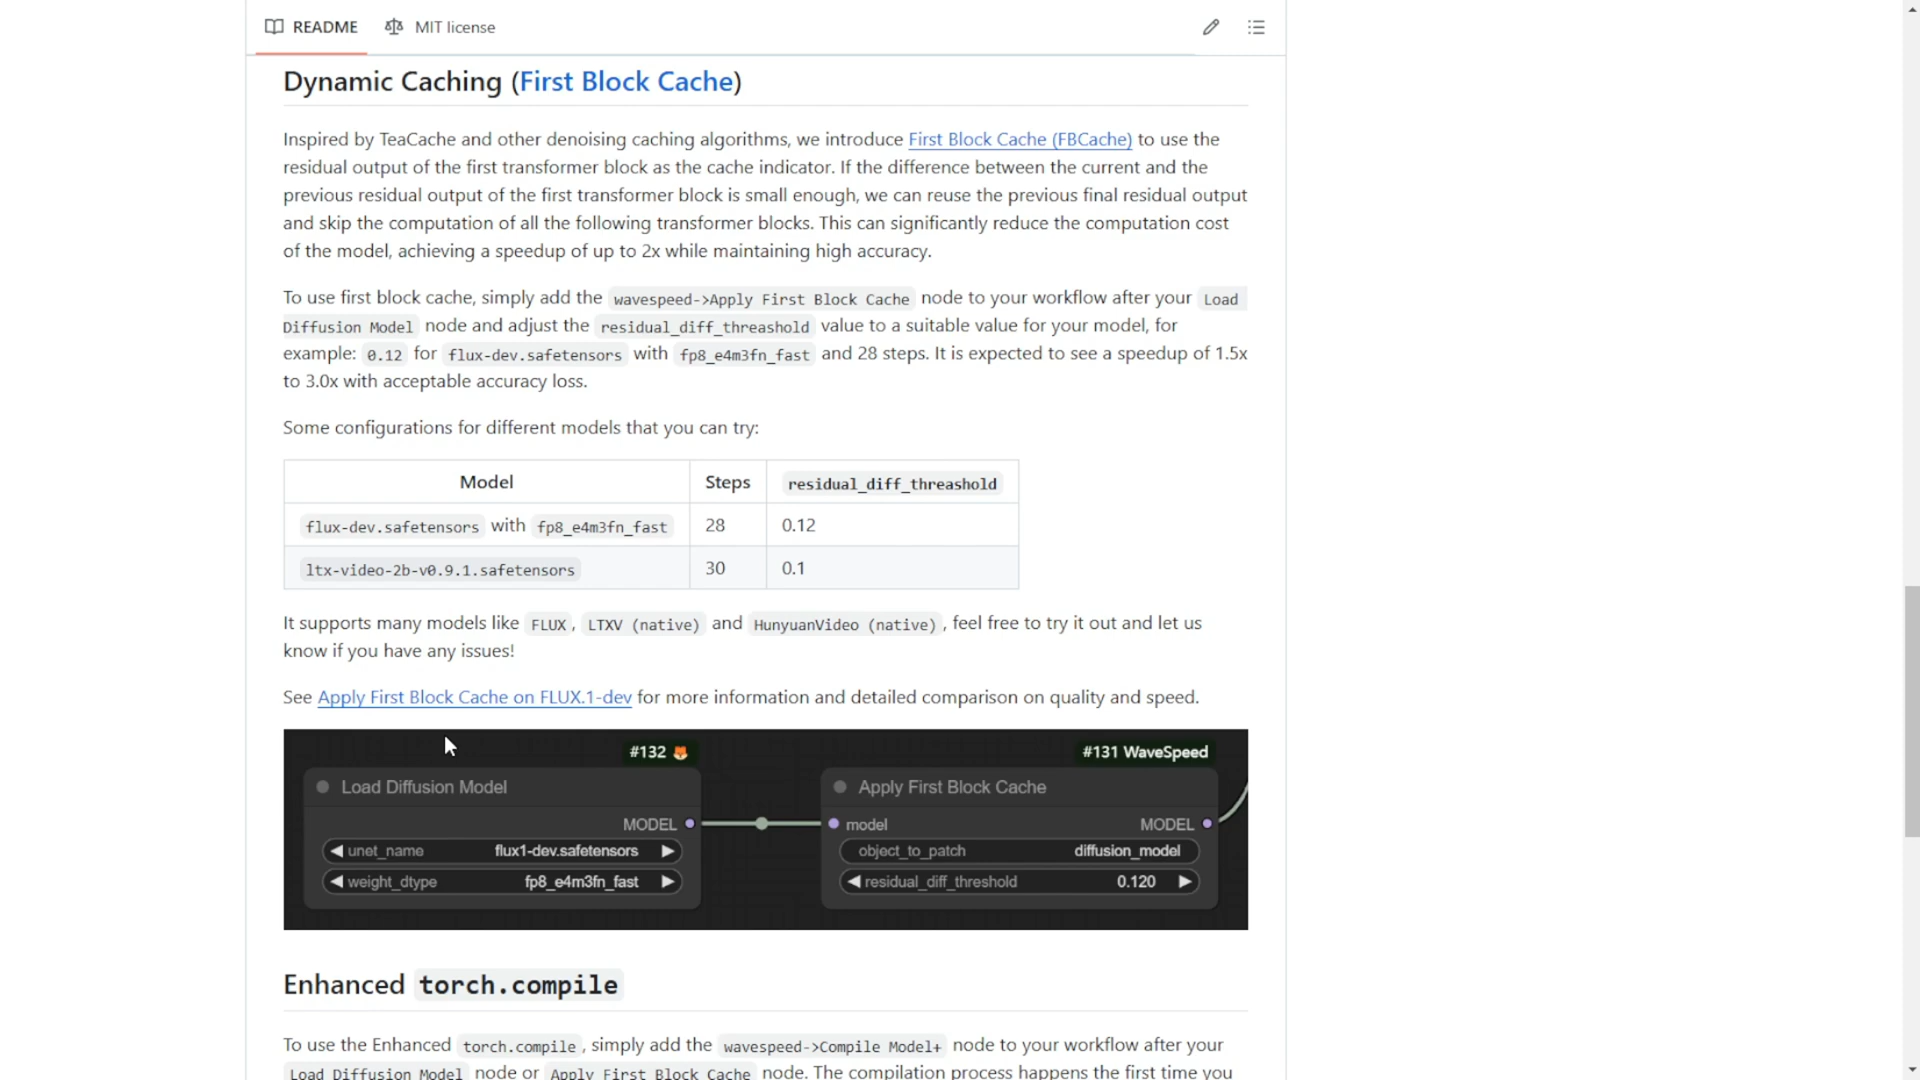 README MIT license
Dynamic Caching (First Block Cache)
Inspired by TeaCache and other denoising caching algorithms, we introduce First Block Cache (FBCache) to use the
residual output of the first transformer block as the cache indicator. If the difference between the current and the
previous residual output of the first transformer block is small enough, we can reuse the previous final residual output
and skip the computation of all the following transformer blocks. This can significantly reduce the computation cost
of the model, achieving a speedup of up to 2x while maintaining high accuracy.
To use first block cache, simply add the wavespeed->Apply First Block Cache node to your workflow after your Load
Diffusion Model node and adjust the residual_diff_threashold value to a suitable value for your model, for
example: 0.12 for flux-dev.safetensors with fp8_e4m3fn_fast and 28 steps. It is expected to see a speedup of 1.5x
to 3.0x with acceptable accuracy loss.
Some configurations for different models that you can try:
Model Steps residual_diff_threashold
flux-dev.safetensors with fp8_e4m3fn_fast 28 0.12
ltx-video-2b-v0.9.1.safetensors 30 0.1
It supports many models like FLUX, LTXV (native) and HunyuanVideo (native), feel free to try it out and let us
know if you have any issues!
See Apply First Block Cache on FLUX.1-dev for more information and detailed comparison on quality and speed.
#132 🦊 #131 WaveSpeed
Load Diffusion Model Apply First Block Cache
MODEL model MODEL
unet_name flux1-dev.safetensors object_to_patch diffusion_model
weight_dtype fp8_e4m3fn_fast residual_diff_threshold 0.120
Enhanced torch.compile
To use the Enhanced torch.compile, simply add the wavespeed->Compile Model+ node to your workflow after your
Load Diffusion Model node or Apply First Block Cache node. The compilation process happens the first time you